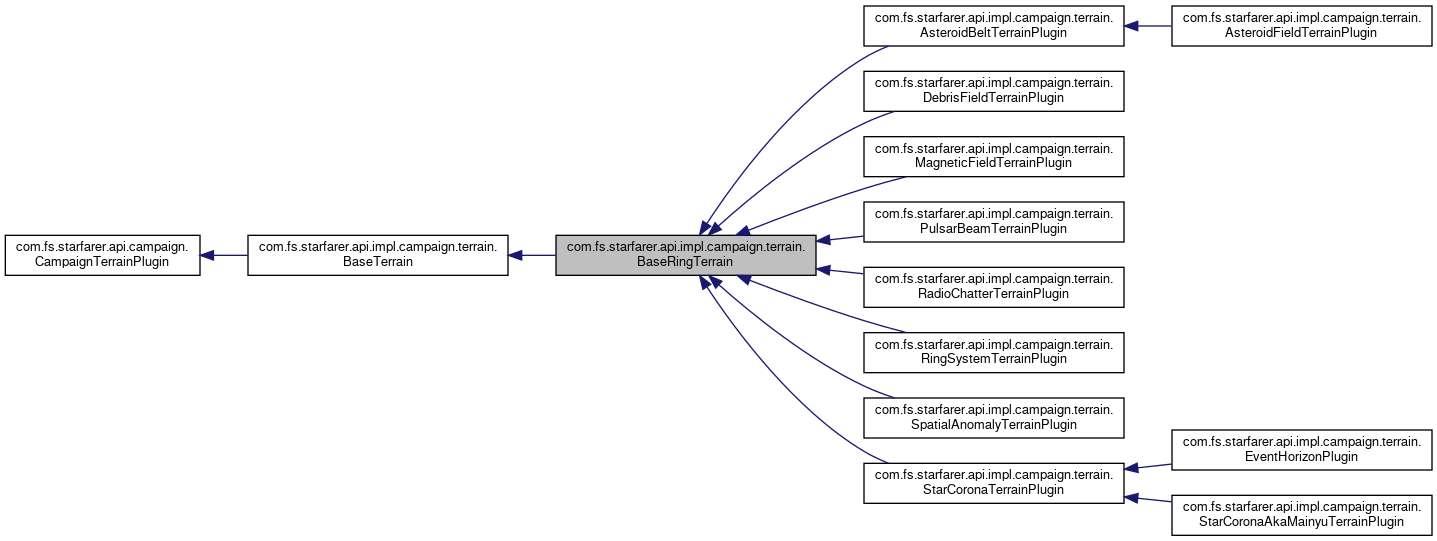 com.fs.starfarer.api.campaign.
CampaignTerrainPlugin
com.fs.starfarer.api.impl.campaign.terrain.
BaseTerrain
com.fs.starfarer.api.impl.campaign.terrain.
BaseRingTerrain
com.fs.starfarer.api.impl.campaign.terrain.
AsteroidBeltTerrainPlugin
com.fs.starfarer.api.impl.campaign.terrain.
AsteroidFieldTerrainPlugin
com.fs.starfarer.api.impl.campaign.terrain.
DebrisFieldTerrainPlugin
com.fs.starfarer.api.impl.campaign.terrain.
MagneticFieldTerrainPlugin
com.fs.starfarer.api.impl.campaign.terrain.
PulsarBeamTerrainPlugin
com.fs.starfarer.api.impl.campaign.terrain.
RadioChatterTerrainPlugin
com.fs.starfarer.api.impl.campaign.terrain.
RingSystemTerrainPlugin
com.fs.starfarer.api.impl.campaign.terrain.
SpatialAnomalyTerrainPlugin
com.fs.starfarer.api.impl.campaign.terrain.
StarCoronaTerrainPlugin
com.fs.starfarer.api.impl.campaign.terrain.
EventHorizonPlugin
com.fs.starfarer.api.impl.campaign.terrain.
StarCoronaAkaMainyuTerrainPlugin